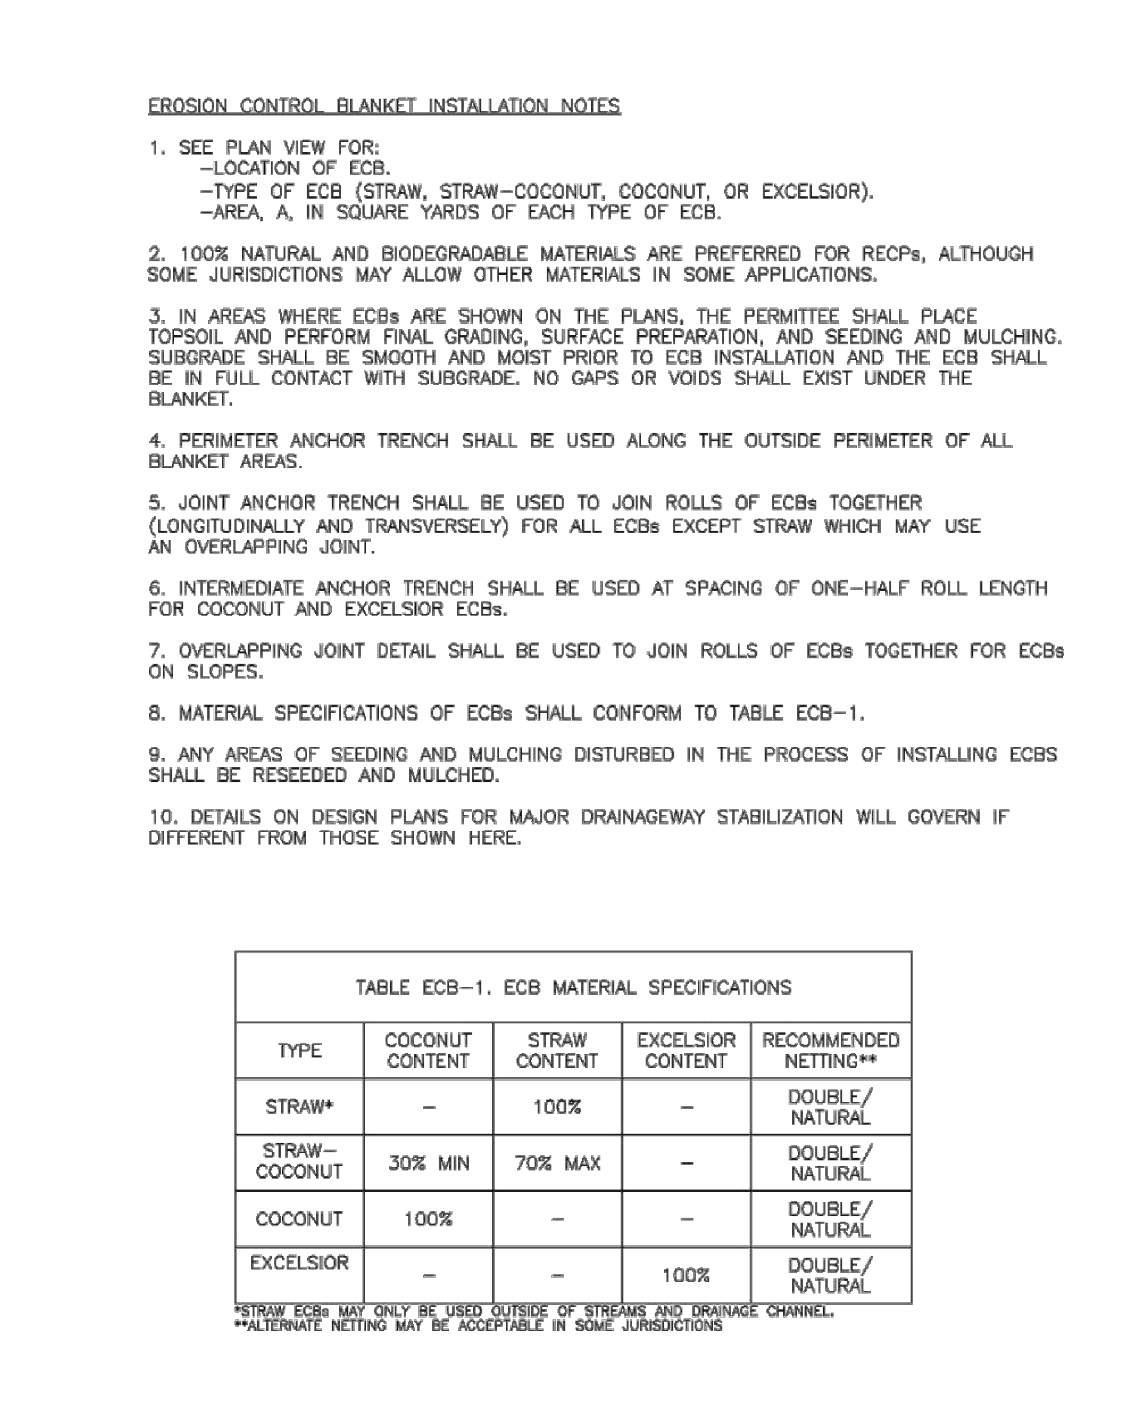 EROSION CONTROL BLANKET INSTALLATION NOTES
1. SEE PLAN VIEW FOR:
—LOCATION OF ECB.
—TYPE OF ECB (STRAW, STRAW—COCONUT, COCONUT, OR EXCELSIOR).
—AREA, A, IN SQUARE YARDS OF EACH TYPE OF ECB.
2. 100% NATURAL AND BIODEGRADABLE MATERIALS ARE PREFERRED FOR RECPs, ALTHOUGH
SOME JURISDICTIONS MAY ALLOW OTHER MATERIALS IN SOME APPLICATIONS.
3. IN AREAS WHERE ECBs ARE SHOWN ON THE PLANS, THE PERMITTEE SHALL PLACE
TOPSOIL AND PERFORM FINAL GRADING, SURFACE PREPARATION, AND SEEDING AND MULCHING.
SUBGRADE SHALL BE SMOOTH AND MOIST PRIOR TO ECB INSTALLATION AND THE ECB SHALL
BE IN FULL CONTACT WITH SUBGRADE. NO GAPS OR VOIDS SHALL EXIST UNDER THE
BLANKET.
4. PERIMETER ANCHOR TRENCH SHALL BE USED ALONG THE OUTSIDE PERIMETER OF ALL
BLANKET AREAS.
5. JOINT ANCHOR TRENCH SHALL BE USED TO JOIN ROLLS OF ECBs TOGETHER
(LONGITUDINALLY AND TRANSVERSELY) FOR ALL ECBs EXCEPT STRAW WHICH MAY USE
AN OVERLAPPING JOINT.
6. INTERMEDIATE ANCHOR TRENCH SHALL BE USED AT SPACING OF ONE—HALF ROLL LENGTH
FOR COCONUT AND EXCELSIOR ECBs.
7. OVERLAPPING JOINT DETAIL SHALL BE USED TO JOIN ROLLS OF ECBs TOGETHER FOR ECBs
ON SLOPES.
8. MATERIAL SPECIFICATIONS OF ECBs SHALL CONFORM TO TABLE ECB—1.
9. ANY AREAS OF SEEDING AND MULCHING DISTURBED IN THE PROCESS OF INSTALLING ECBS
SHALL BE RESEEDED AND MULCHED.
10. DETAILS ON DESIGN PLANS FOR MAJOR DRAINAGEWAY STABILIZATION WILL GOVERN IF
DIFFERENT FROM THOSE SHOWN HERE.
TABLE ECB—1. ECB MATERIAL SPECIFICATIONS
TYPE COCONUT CONTENT STRAW CONTENT EXCELSIOR CONTENT RECOMMENDED NETTING**
STRAW* — 100% — DOUBLE/ NATURAL
STRAW— COCONUT 30% MIN 70% MAX — DOUBLE/ NATURAL
COCONUT 100% — — DOUBLE/ NATURAL
EXCELSIOR — — 100% DOUBLE/ NATURAL
*STRAW ECBs MAY ONLY BE USED OUTSIDE OF STREAMS AND DRAINAGE CHANNEL.
**ALTERNATE NETTING MAY BE ACCEPTABLE IN SOME JURISDICTIONS